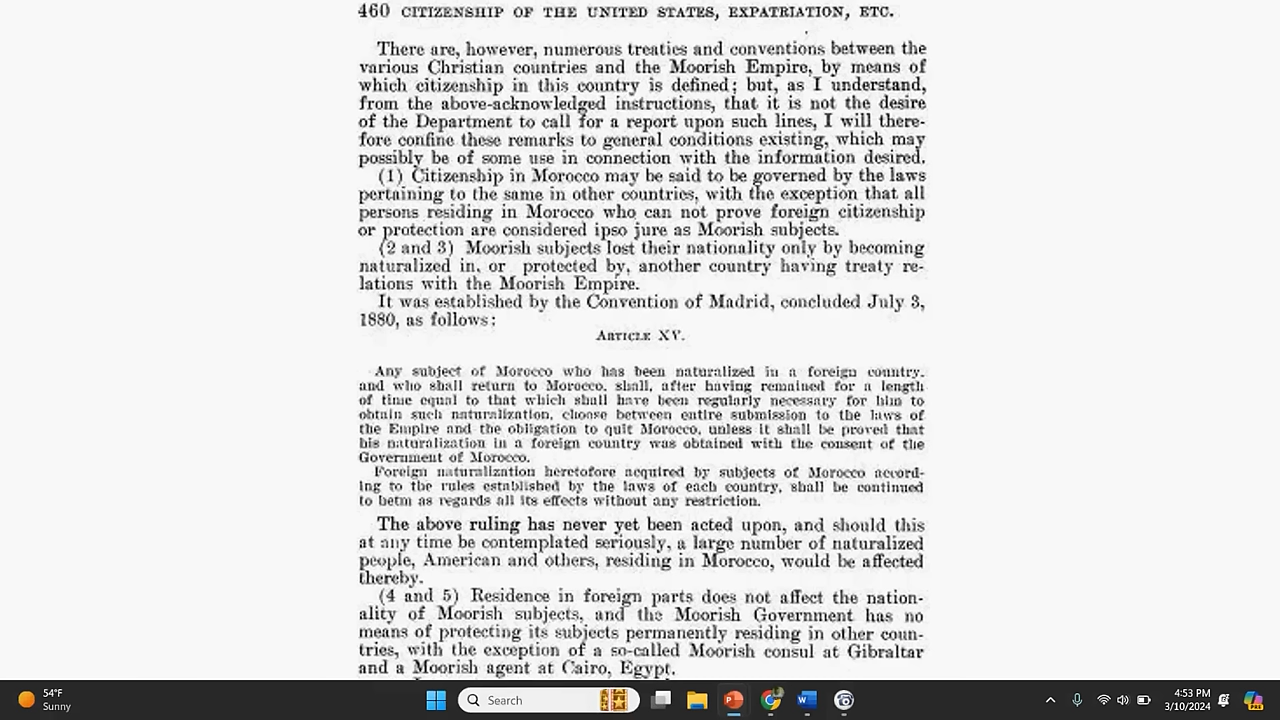 460 CITIZENSHIP OF THE UNITED STATES, EXPATRIATION, ETC.
There are, however, numerous treaties and conventions between the
various Christian countries and the Moorish Empire, by means of
which citizenship in this country is defined; but, as I understand,
from the above-acknowledged instructions, that it is not the desire
of the Department to call for a report upon such lines, I will there-
fore confine these remarks to general conditions existing, which may
possibly be of some use in connection with the information desired.
(1) Citizenship in Morocco may be said to be governed by the laws
pertaining to the same in other countries, with the exception that all
persons residing in Morocco who can not prove foreign citizenship
or protection are considered ipso jure as Moorish subjects.
(2 and 3) Moorish subjects lost their nationality only by becoming
naturalized in, or protected by, another country having treaty re-
lations with the Moorish Empire.
It was established by the Convention of Madrid, concluded July 3,
1880, as follows:
ARTICLE XV.
Any subject of Morocco who has been naturalized in a foreign country,
and who shall return to Morocco, shall, after having remained for a length
of time equal to that which shall have been regularly necessary for him to
obtain such naturalization, choose between entire submission to the laws of
the Empire and the obligation to quit Morocco, unless it shall be proved that
his naturalization in a foreign country was obtained with the consent of the
Government of Morocco.
Foreign naturalization heretofore acquired by subjects of Morocco accord-
ing to the rules established by the laws of each country, shall be continued
to betm as regards all its effects without any restriction.
The above ruling has never yet been acted upon, and should this
at any time be contemplated seriously, a large number of naturalized
people, American and others, residing in Morocco, would be affected
thereby.
(4 and 5) Residence in foreign parts does not affect the nation-
ality of Moorish subjects, and the Moorish Government has no
means of protecting its subjects permanently residing in other coun-
tries, with the exception of a so-called Moorish consul at Gibraltar
and a Moorish agent at Cairo, Egypt.
54°F
Sunny
Search
4:53 PM
3/10/2024